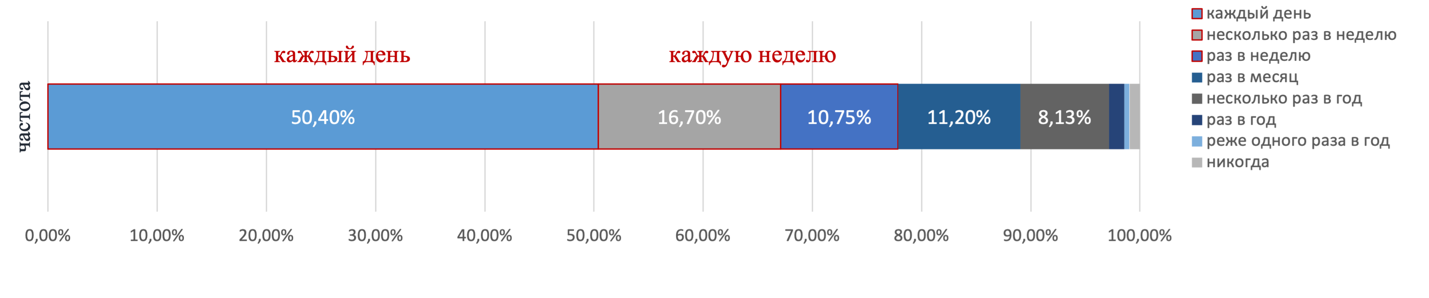 каждый день
каждую неделю
частота
50,40%
16,70%
10,75%
11,20%
8,13%
0,00%
10,00%
20,00%
30,00%
40,00%
50,00%
60,00%
70,00%
80,00%
90,00%
100,00%
каждый день
несколько раз в неделю
раз в неделю
раз в месяц
несколько раз в год
раз в год
реже одного раза в год
никогда